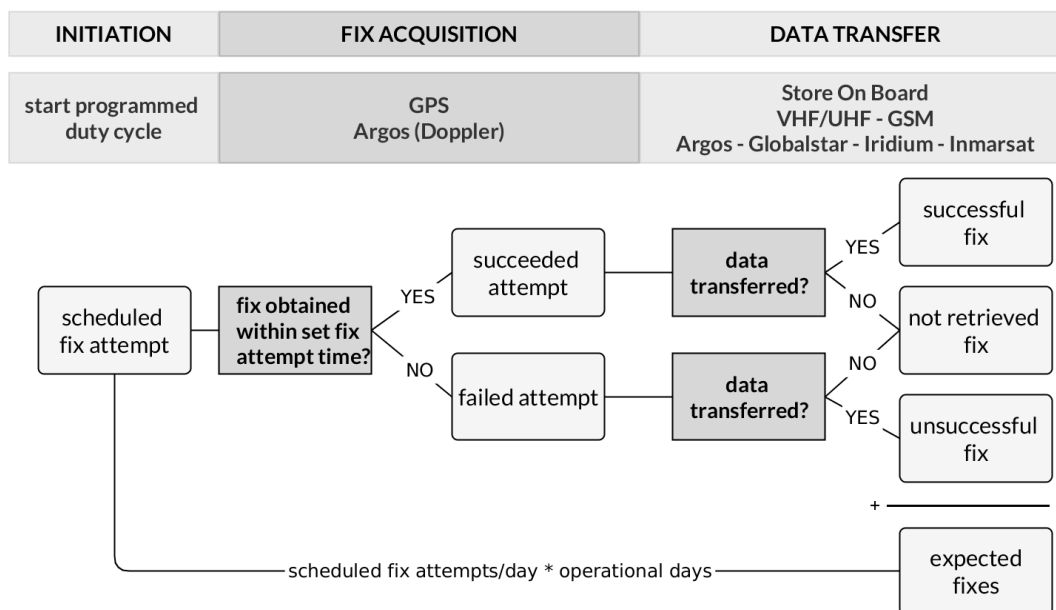 INITIATION
FIX ACQUISITION
DATA TRANSFER
start programmed
duty cycle
GPS
Argos (Doppler)
Store On Board
VHF/UHF - GSM
Argos - Globalstar - Iridium - Inmarsat
scheduled
fix attempt
fix obtained
within set fix
attempt time?
YES
NO
succeeded
attempt
failed attempt
data
transferred?
data
transferred?
YES
NO
NO
YES
successful
fix
not retrieved
fix
unsuccessful
fix
+
scheduled fix attempts/day * operational days
expected
fixes